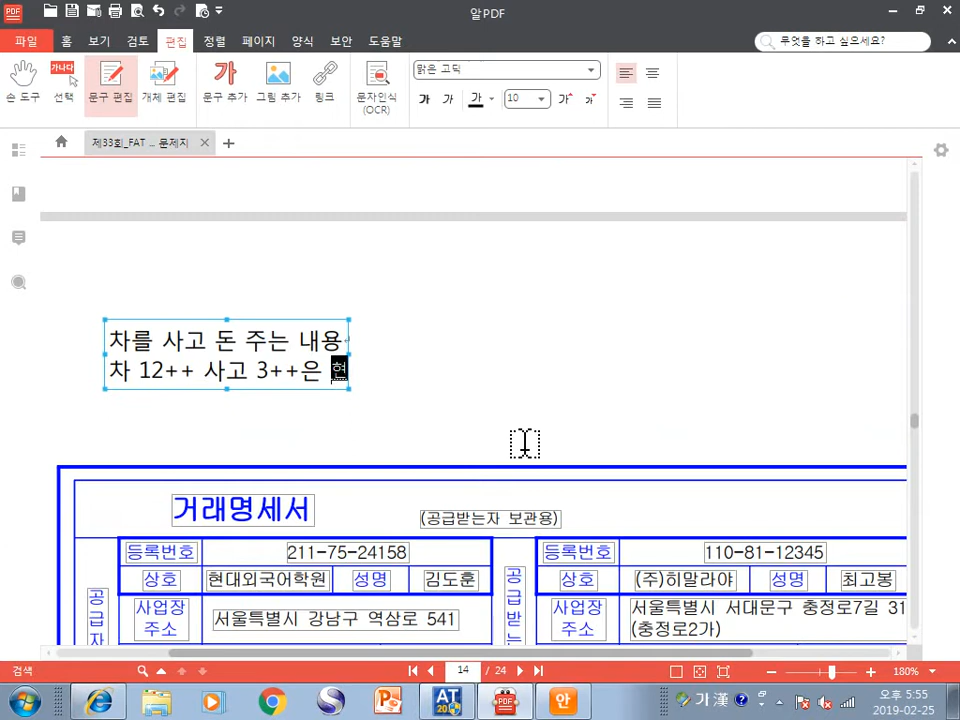 PDF
알PDF
파일 홈 보기 검토 편집 정렬 페이지 양식 보안 도움말
무엇을 하고 싶으세요?
가나다 가
손 도구 선택 문구 편집 개체 편집 문구 추가 그림 추가 링크 문자인식
(OCR)
맑은 고딕
가 가 가 10 가 가
제33회_FAT ... 문제지
차를 사고 돈 주는 내용
차 12++ 사고 3++은 현
거래명세서
(공급받는자 보관용)
등록번호 211-75-24158 등록번호 110-81-12345
상호 현대외국어학원 성명 김도훈 상호 (주)히말라야 성명 최고봉
공급자
공급받는
사업장
주소
서울특별시 강남구 역삼로 541
사업장
주소
서울특별시 서대문구 충정로7길 31
(충정로2가)
검색
14 / 24
180%
AT
20
PDF
안
가 漢
오후 5:55
2019-02-25